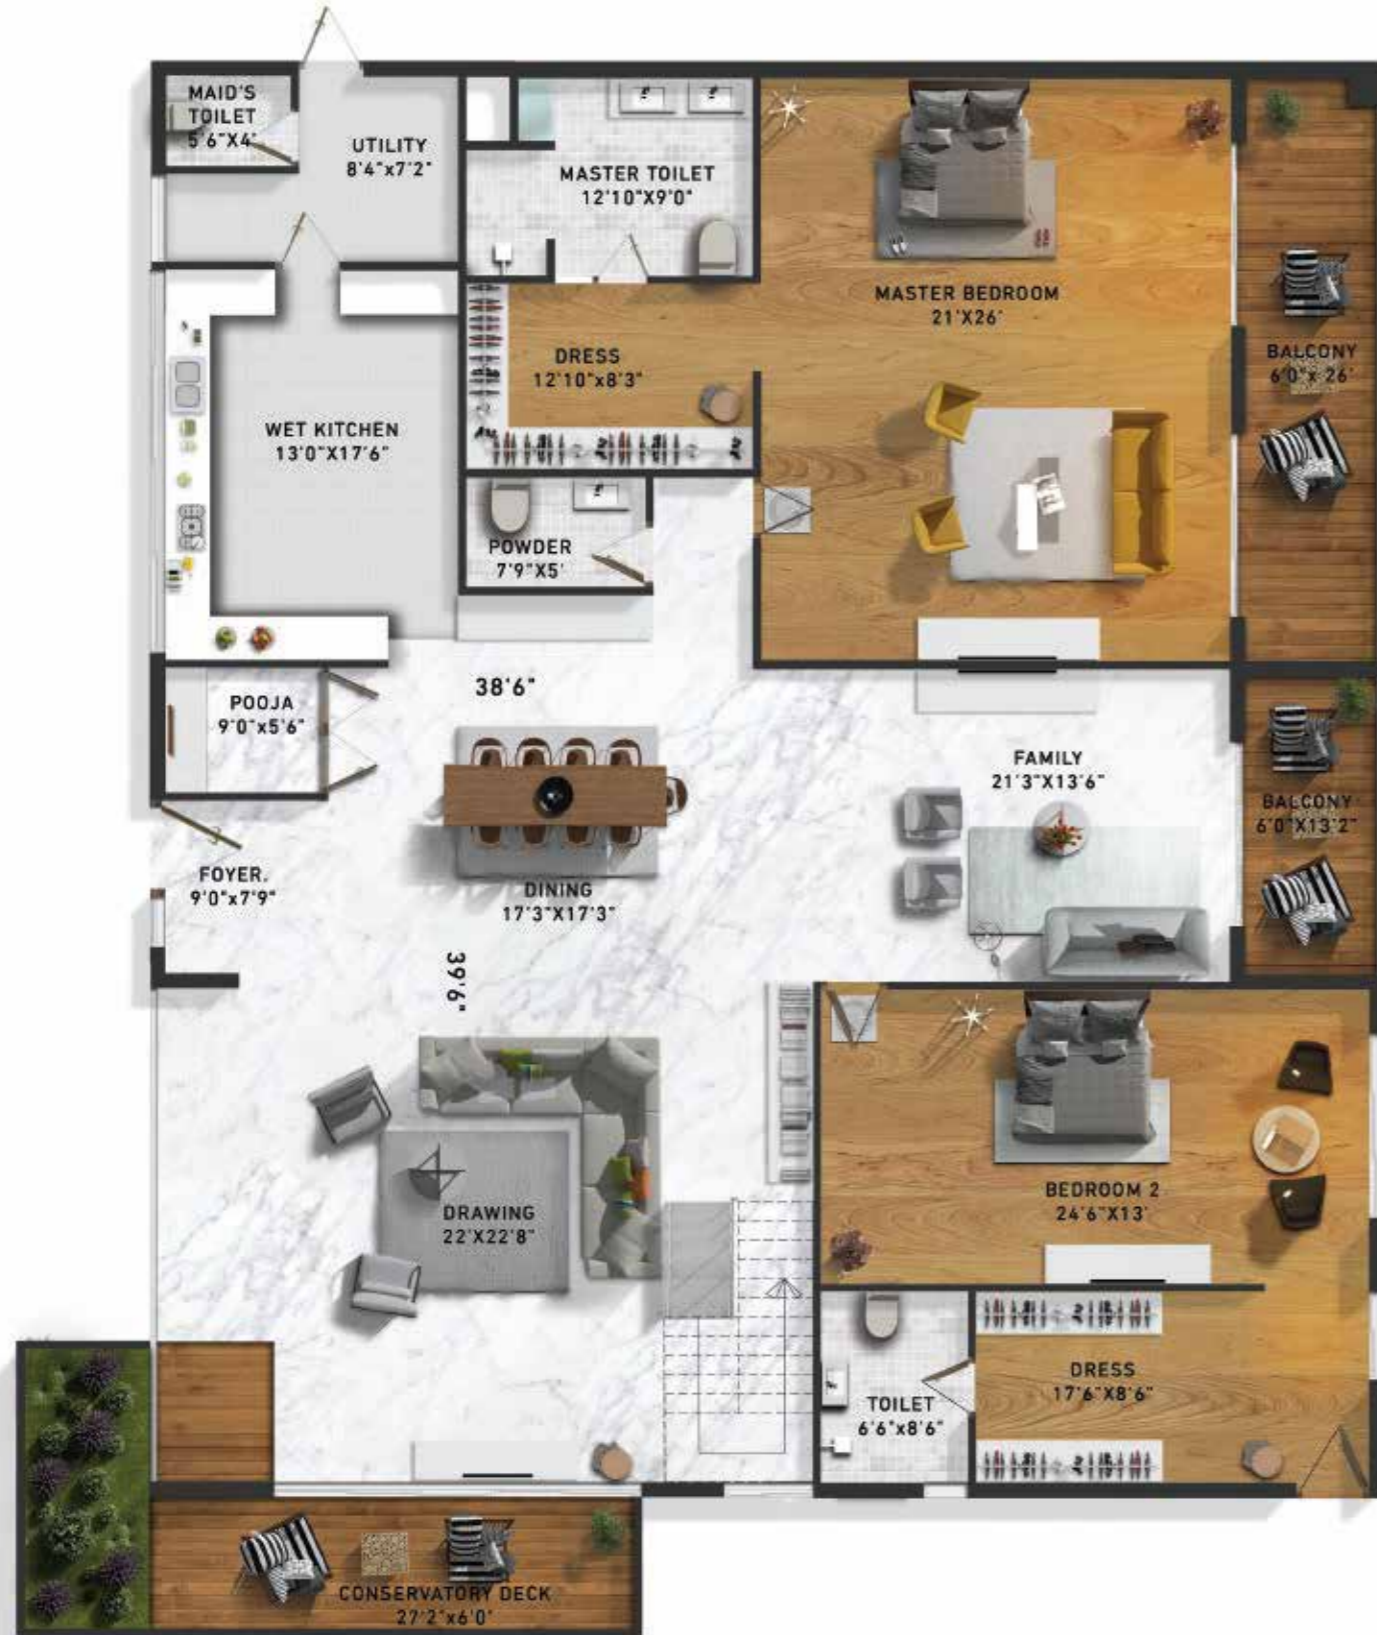 MAID'S
TOILET
5'6"X4'
UTILITY
8'4"x7'2"
MASTER TOILET
12'10"X9'0"
MASTER BEDROOM
21'X26'
BALCONY
6'0"x 26'
DRESS
12'10"x8'3"
WET KITCHEN
13'0"X17'6"
POWDER
7'9"X5'
38'6"
POOJA
9'0"x5'6"
FAMILY
21'3"X13'6"
BALCONY
6'0"X13'2"
FOYER.
9'0"x7'9"
DINING
17'3"X17'3"
39'6"
BEDROOM 2
24'6"X13'
DRAWING
22'X22'8"
DRESS
17'6"X8'6"
TOILET
6'6"x8'6"
CONSERVATORY DECK
27'2"x6'0"